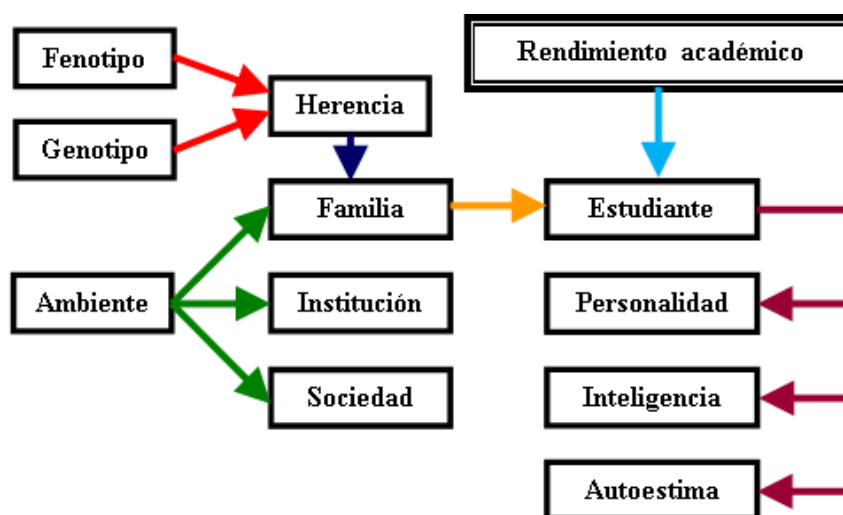 Fenotipo
Rendimiento académico
Herencia
Genotipo
Familia
Estudiante
Ambiente
Institución
Personalidad
Sociedad
Inteligencia
Autoestima